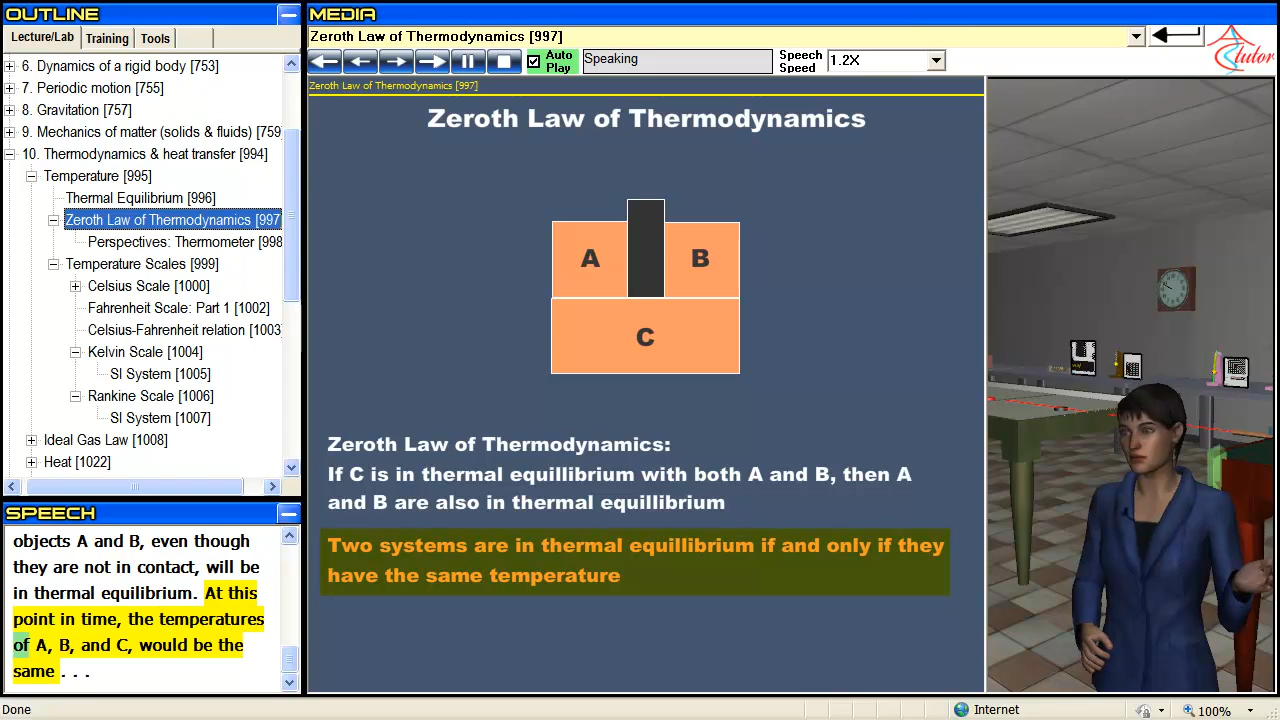 OUTLINE
Lecture/Lab Training Tools
6. Dynamics of a rigid body [753]
7. Periodic motion [755]
8. Gravitation [757]
9. Mechanics of matter (solids & fluids) [759
10. Thermodynamics & heat transfer [994]
Temperature [995]
Thermal Equilibrium [996]
Zeroth Law of Thermodynamics [997
Perspectives: Thermometer [998
Temperature Scales [999]
Celsius Scale [1000]
Fahrenheit Scale: Part 1 [1002]
Celsius-Fahrenheit relation [1003
Kelvin Scale [1004]
SI System [1005]
Rankine Scale [1006]
SI System [1007]
Ideal Gas Law [1008]
Heat [1022]
SPEECH
objects A and B, even though
they are not in contact, will be
in thermal equilibrium. At this
point in time, the temperatures
of A, B, and C, would be the
same . . .
MEDIA
Zeroth Law of Thermodynamics [997]
Auto
Play
Speaking
Speech
Speed
1.2X
tutor
Zeroth Law of Thermodynamics [997]
Zeroth Law of Thermodynamics
A B
C
Zeroth Law of Thermodynamics:
If C is in thermal equillibrium with both A and B, then A
and B are also in thermal equillibrium
Two systems are in thermal equillibrium if and only if they
have the same temperature
Done
Internet
100%